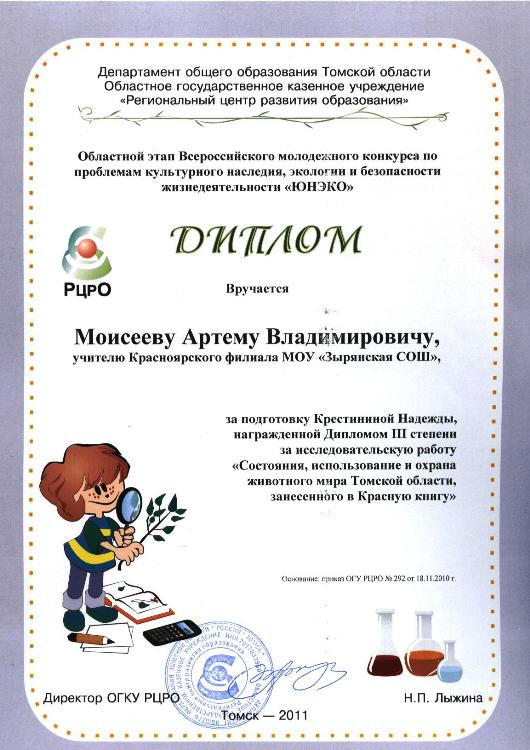 Департамент общего образования Томской области
Областное государственное казенное учреждение
«Региональный центр развития образования»
Областной этап Всероссийского молодежного конкурса по
проблемам культурного наследия, экологии и безопасности
жизнедеятельности «ЮНЭКО»
ДИПЛОМ
РЦРО
Вручается
Моисееву Артему Владимировичу,
учителю Красноярского филиала МОУ «Зырянская СОШ»,
за подготовку Крестининой Надежды,
награжденной Дипломом III степени
за исследовательскую работу
«Состояния, использование и охрана
животного мира Томской области,
занесенного в Красную книгу»
Основание: приказ ОГУ РЦРО № 292 от 18.11.2010 г.
Директор ОГКУ РЦРО
Н.П. Лыжина
Томск — 2011